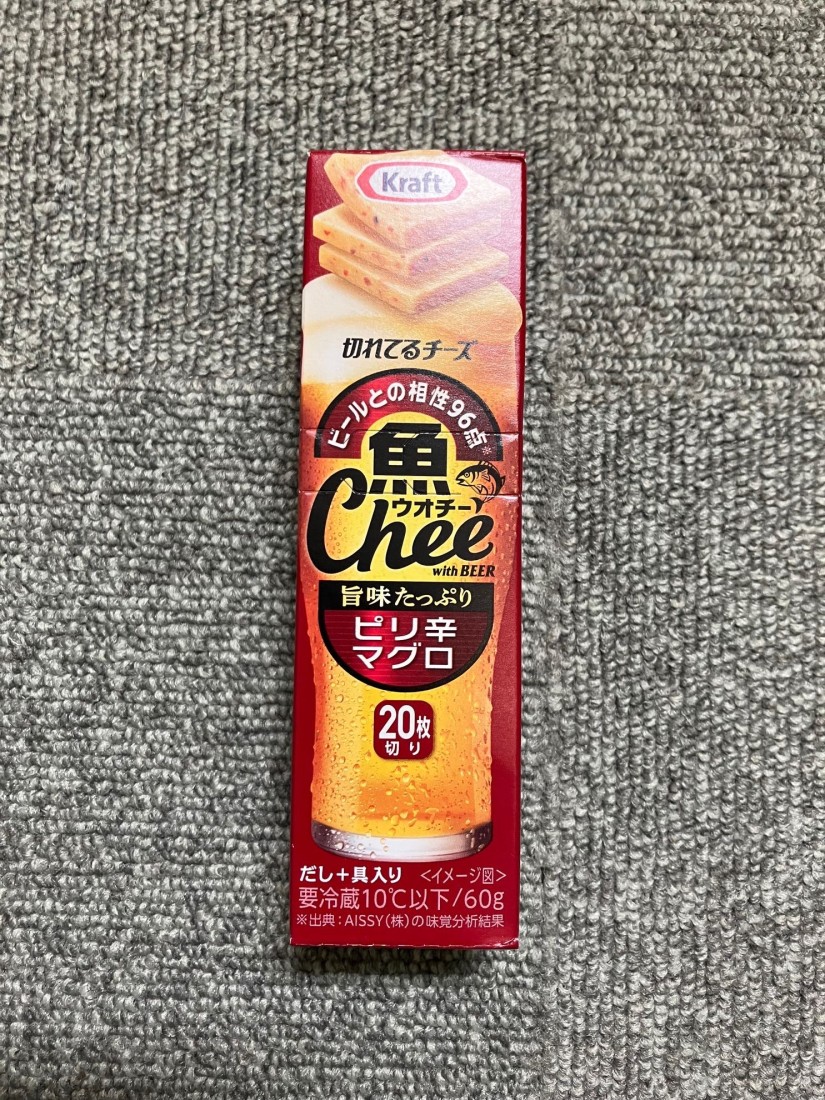 Kraft
切れてるチーズ
ビールとの相性96点※
魚
ウオチー
Chee
with BEER
旨味たっぷり
ピリ辛
マグロ
20枚
切り
だし+具入り <イメージ図>
要冷蔵10℃以下/60g
※出典:AISSY(株)の味覚分析結果